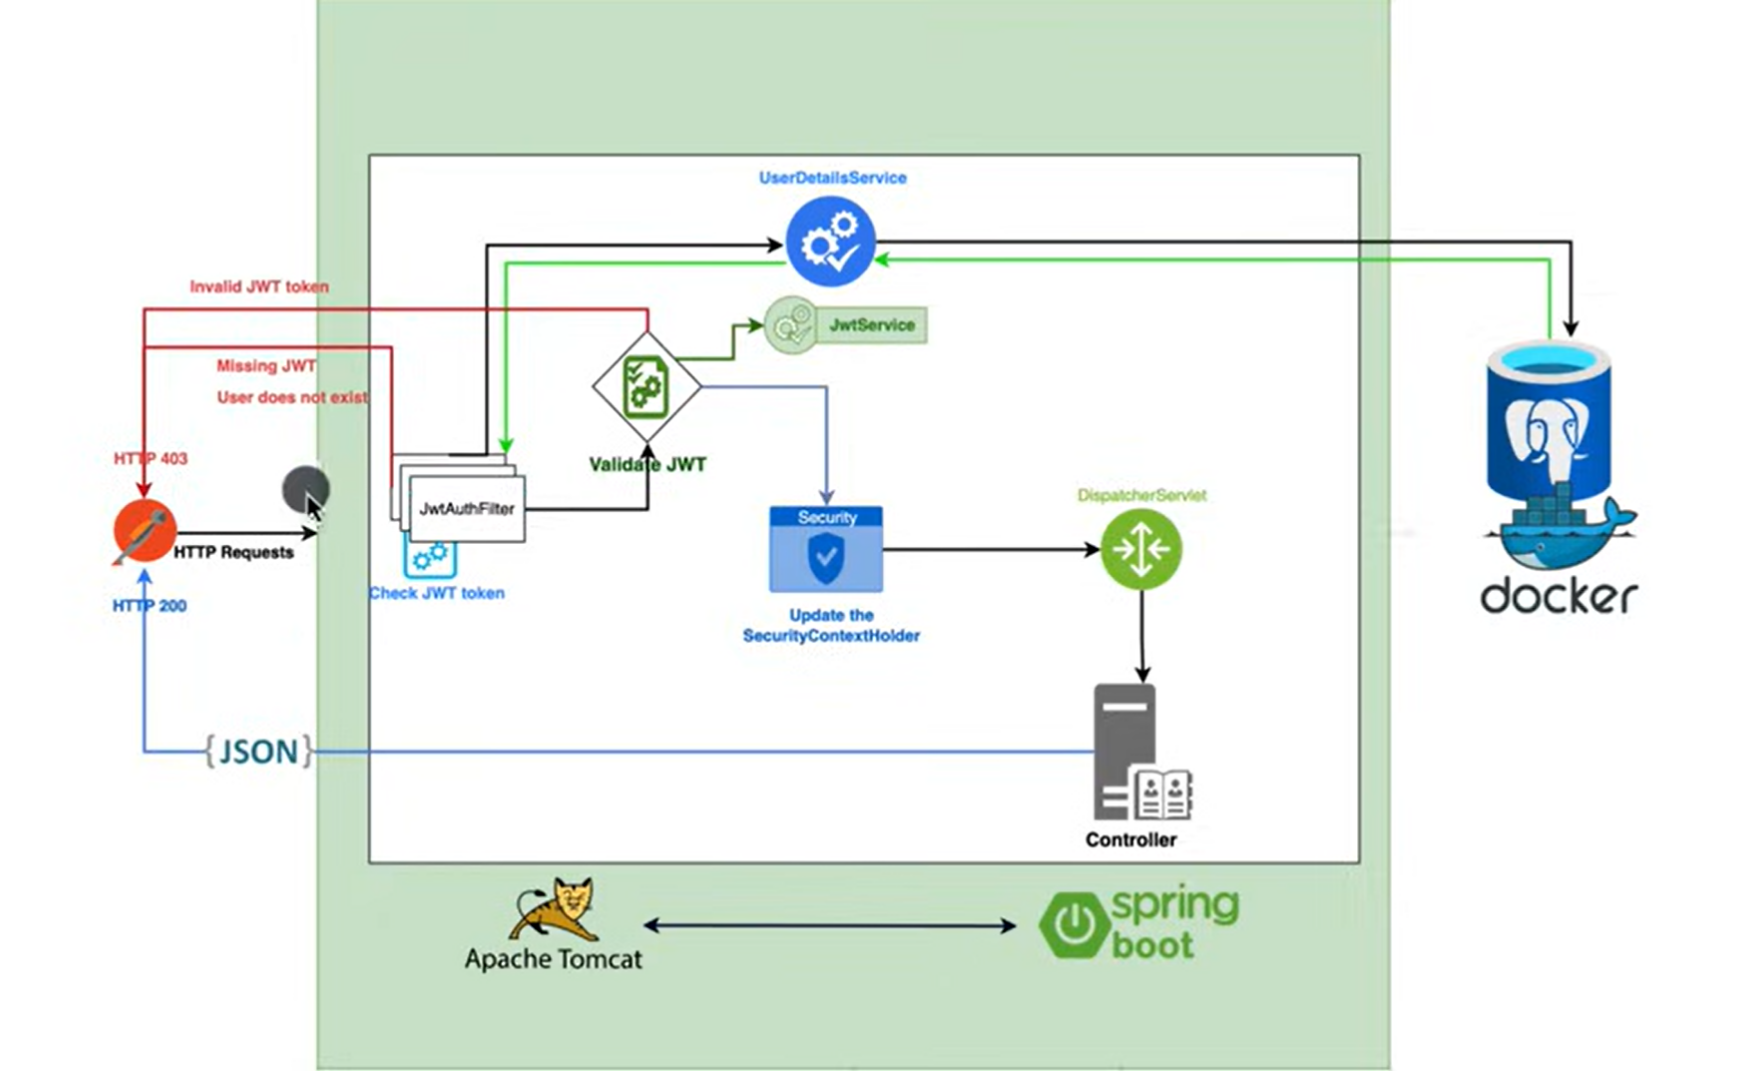 UserDetailsService
Invalid JWT token
JwtService
Missing JWT
User does not exist
HTTP 403
Validate JWT
JwtAuthFilter
HTTP Requests
Check JWT token
HTTP 200
Security
Update the
SecurityContextHolder
DispatcherServlet
docker
{JSON}
Controller
Apache Tomcat
spring
boot